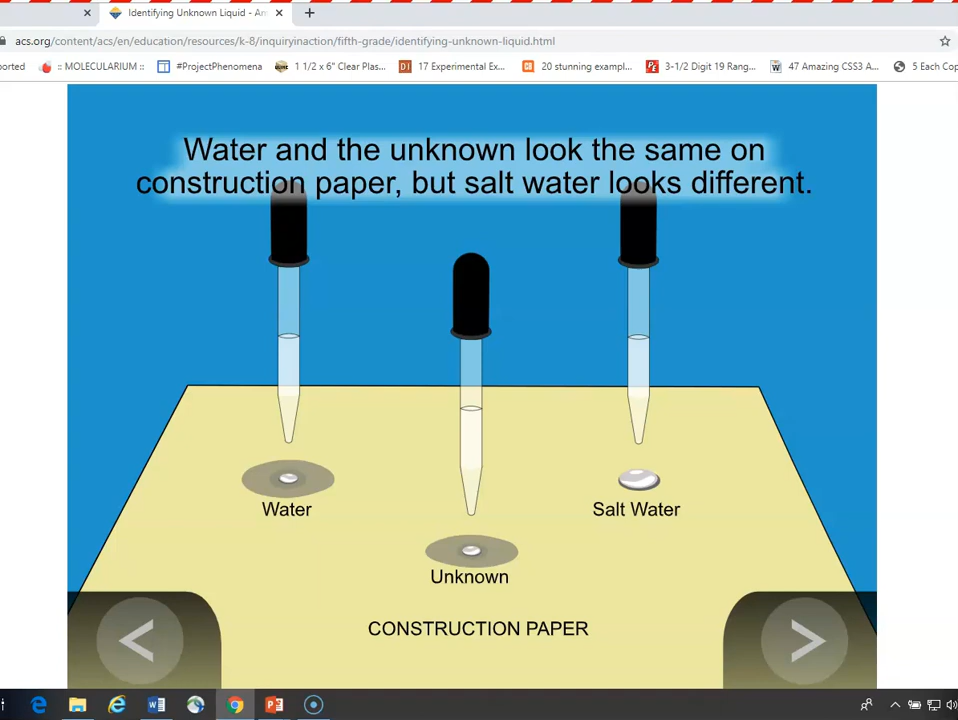 Identifying Unknown Liquid - An
acs.org/content/acs/en/education/resources/k-8/inquiryinaction/fifth-grade/identifying-unknown-liquid.html
orted :: MOLECULARIUM :: #ProjectPhenomena 1 1/2 x 6" Clear Plas... 17 Experimental Ex... 20 stunning exampl... 3-1/2 Digit 19 Rang... 47 Amazing CSS3 A... 5 Each Cop
Water and the unknown look the same on
construction paper, but salt water looks different.
Water
Salt Water
Unknown
CONSTRUCTION PAPER